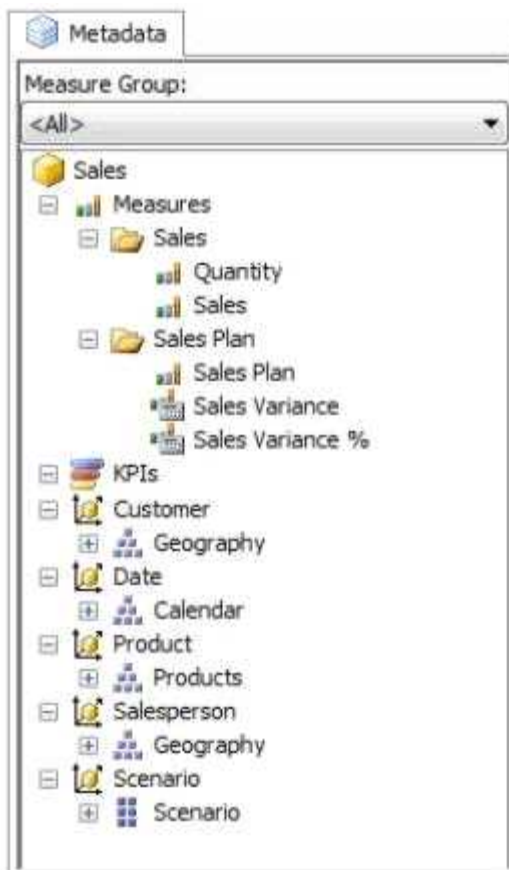 Metadata
Measure Group:
<All>
Sales
Measures
Sales
Quantity
Sales
Sales Plan
Sales Plan
Sales Variance
Sales Variance %
KPIs
Customer
Geography
Date
Calendar
Product
Products
Salesperson
Geography
Scenario
Scenario